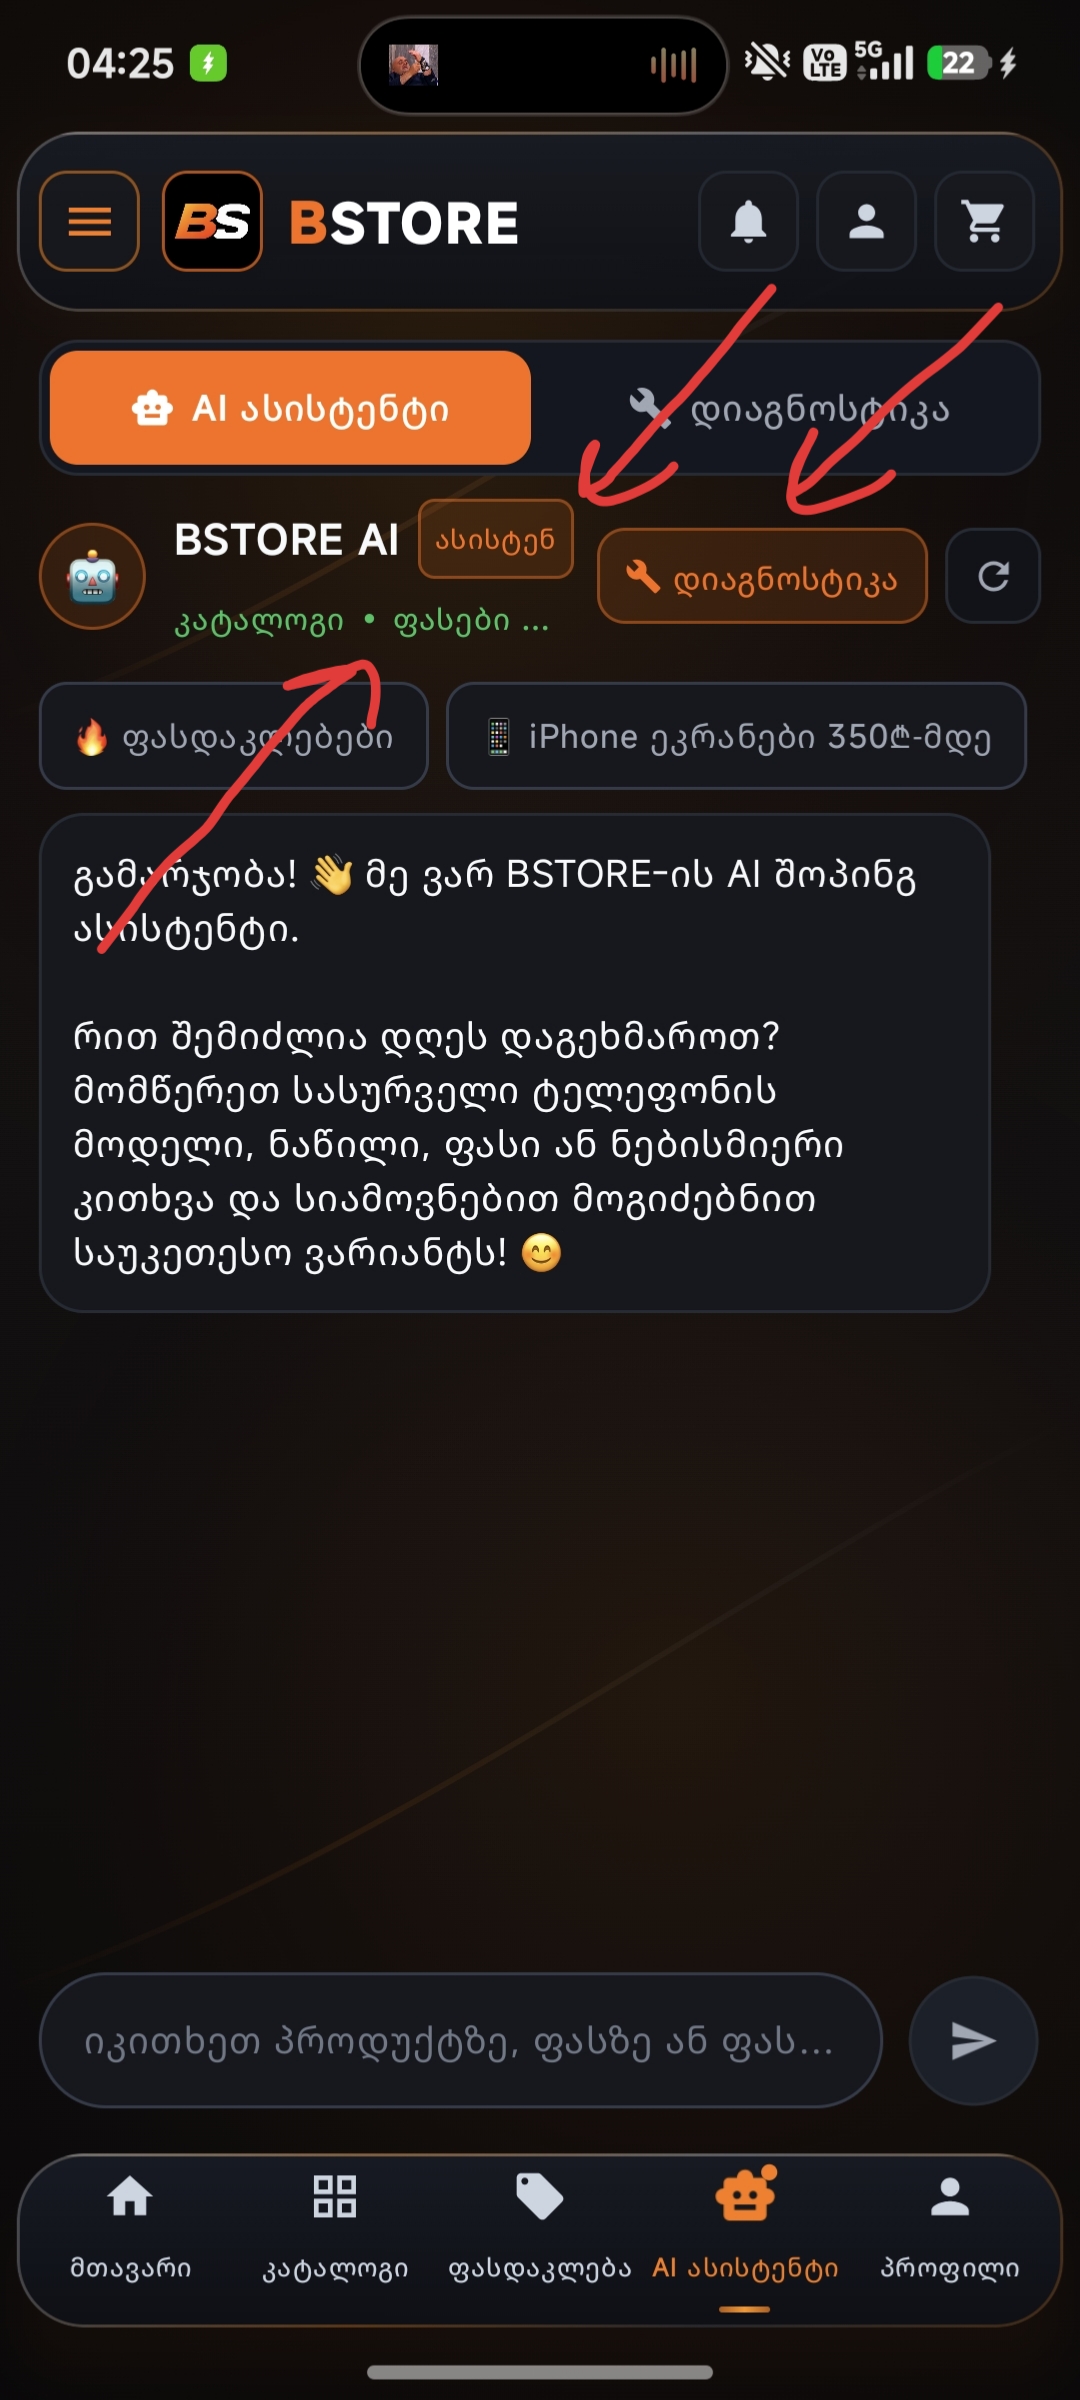 04:25
Vo LTE 5G 22
BS BSTORE
AI ასისტენტი დიაგნოსტიკა
BSTORE AI ასისტენ
დიაგნოსტიკა
კატალოგი • ფასები ...
ფასდაკლებები iPhone ეკრანები 350₾-მდე
გამარჯობა! 👋 მე ვარ BSTORE-ის AI შოპინგ
ასისტენტი.
რით შემიძლია დღეს დაგეხმაროთ?
მომწერეთ სასურველი ტელეფონის
მოდელი, ნაწილი, ფასი ან ნებისმიერი
კითხვა და სიამოვნებით მოგიძებნით
საუკეთესო ვარიანტს! 😊
იკითხეთ პროდუქტზე, ფასზე ან ფას...
მთავარი კატალოგი ფასდაკლება AI ასისტენტი პროფილი